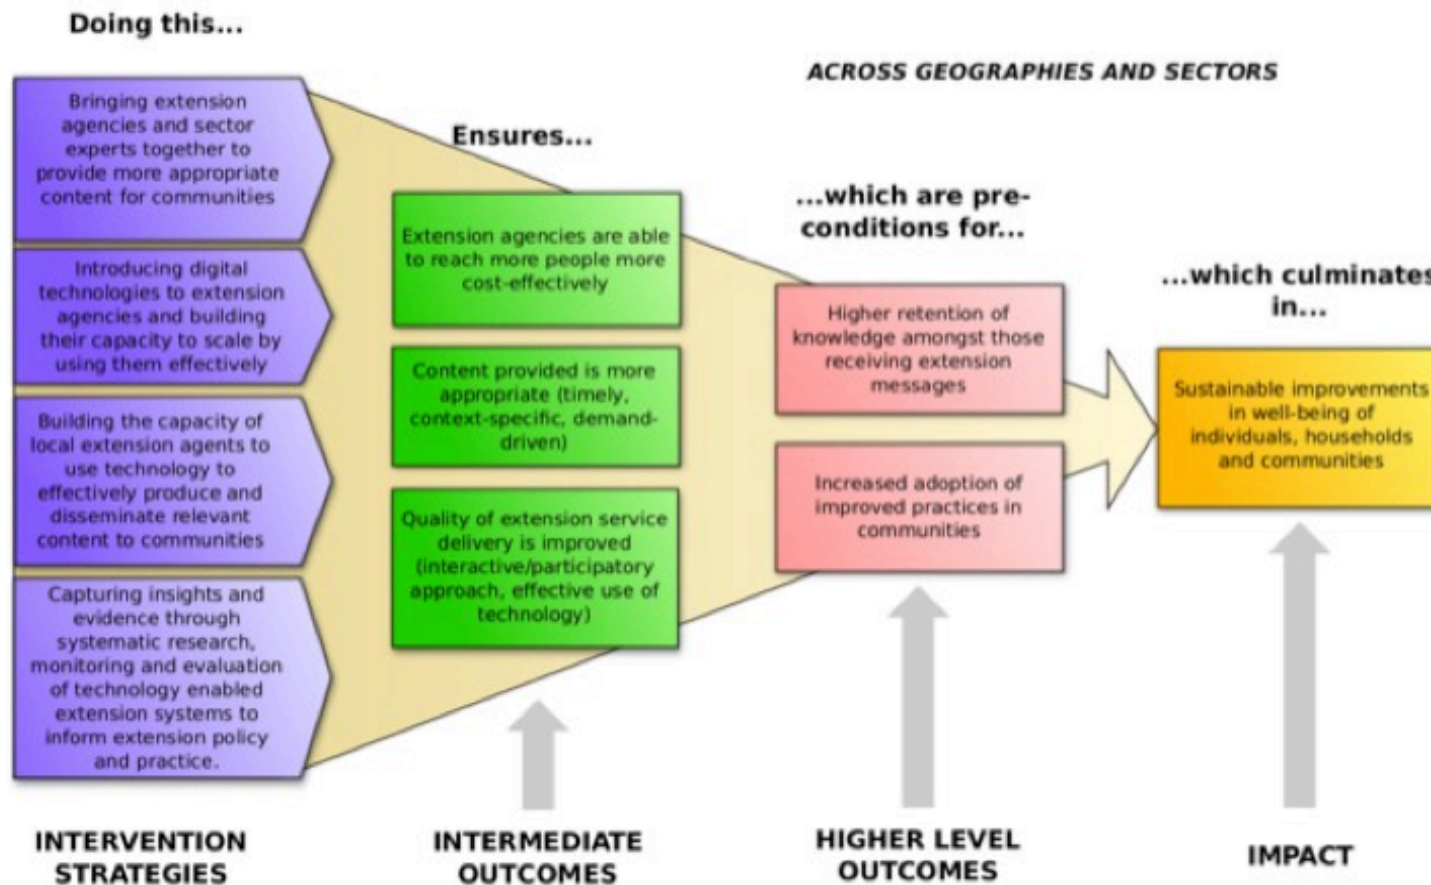 Doing this...
ACROSS GEOGRAPHIES AND SECTORS
Bringing extension
agencies and sector
experts together to
provide more appropriate
content for communities
Introducing digital
technologies to extension
agencies and building
their capacity to scale by
using them effectively
Building the capacity of
local extension agents to
use technology to
effectively produce and
disseminate relevant
content to communities
Capturing insights and
evidence through
systematic research,
monitoring and evaluation
of technology enabled
extension systems to
inform extension policy
and practice.
Ensures...
Extension agencies are able
to reach more people more
cost-effectively
Content provided is more
appropriate (timely,
context-specific, demand-
driven)
Quality of extension service
delivery is improved
(interactive/participatory
approach, effective use of
technology)
...which are pre-
conditions for...
Higher retention of
knowledge amongst those
receiving extension
messages
Increased adoption of
improved practices in
communities
...which culminates
in...
Sustainable improvements
in well-being of
individuals, households
and communities
INTERVENTION
STRATEGIES
INTERMEDIATE
OUTCOMES
HIGHER LEVEL
OUTCOMES
IMPACT